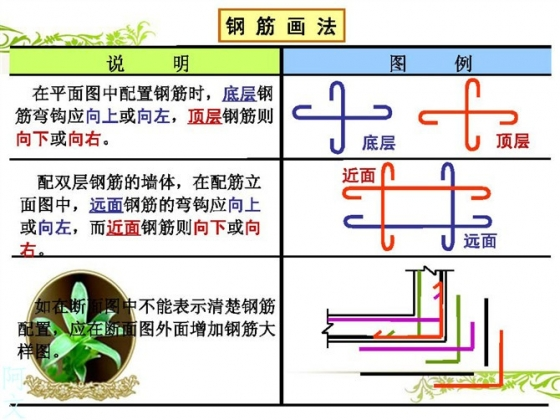 钢筋画法
说 明
图 例
在平面图中配置钢筋时，底层钢
筋弯钩应向上或向左，顶层钢筋则
向下或向右。
底层
顶层
配双层钢筋的墙体，在配筋立
面图中，远面钢筋的弯钩应向上
或向左，而近面钢筋则向下或向
右。
近面
远面
如在断面图中不能表示清楚钢筋
配置，应在断面图外面增加钢筋大
样图。